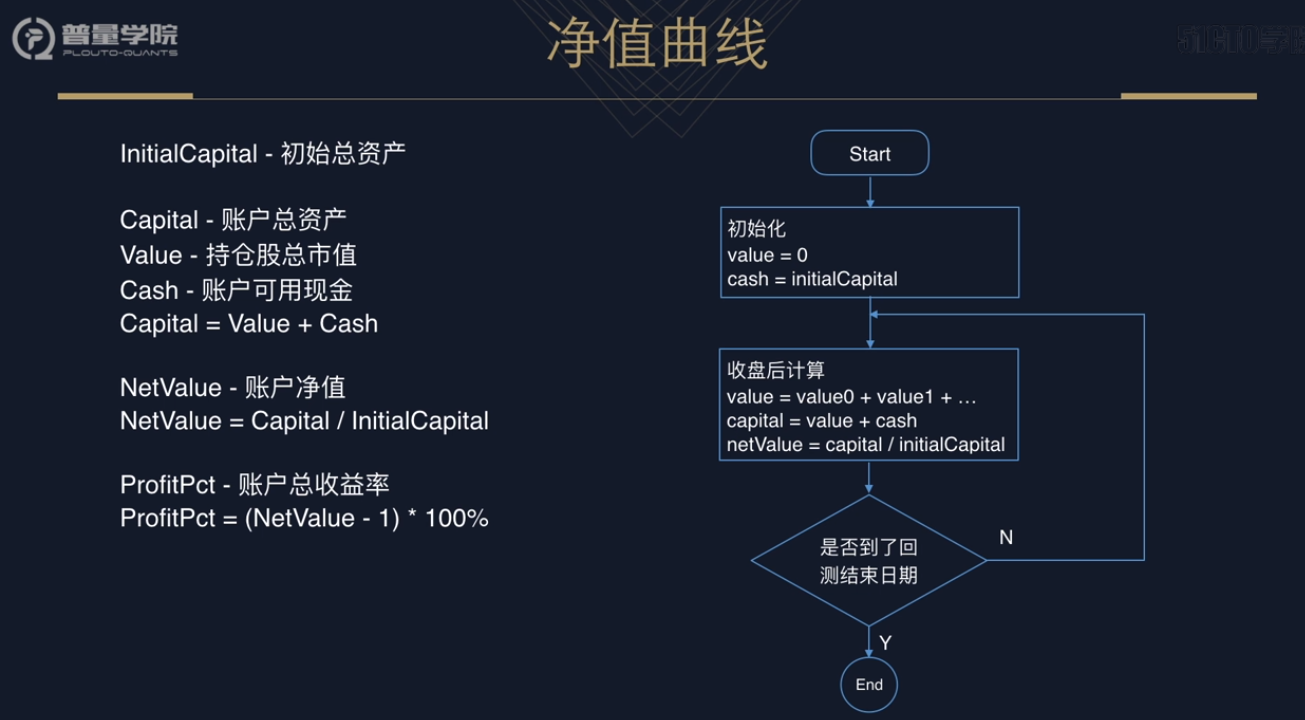 普量学院
PLOUTO-QUANTS
净值曲线
InitialCapital - 初始总资产
Capital - 账户总资产
Value - 持仓股总市值
Cash - 账户可用现金
Capital = Value + Cash
NetValue - 账户净值
NetValue = Capital / InitialCapital
ProfitPct - 账户总收益率
ProfitPct = (NetValue - 1) * 100%
Start
初始化
value = 0
cash = initialCapital
收盘后计算
value = value0 + value1 + …
capital = value + cash
netValue = capital / initialCapital
是否到了回
测结束日期
N
Y
End